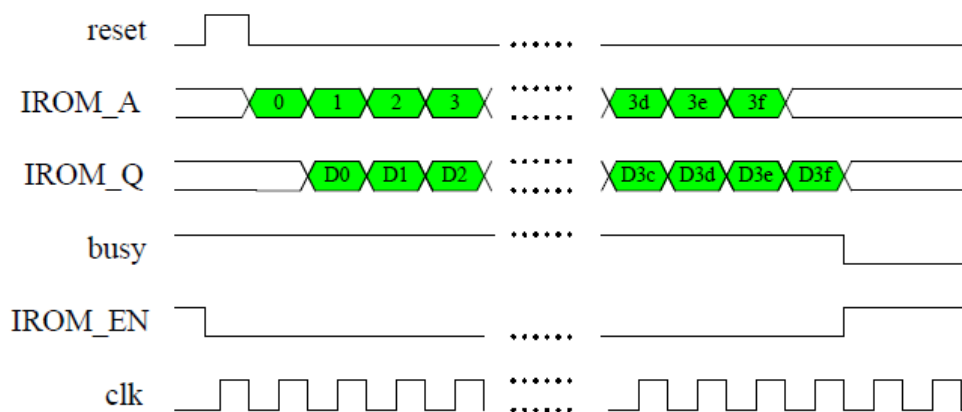 reset
IROM_A 0 1 2 3 3d 3e 3f
IROM_Q D0 D1 D2 D3c D3d D3e D3f
busy
IROM_EN
clk